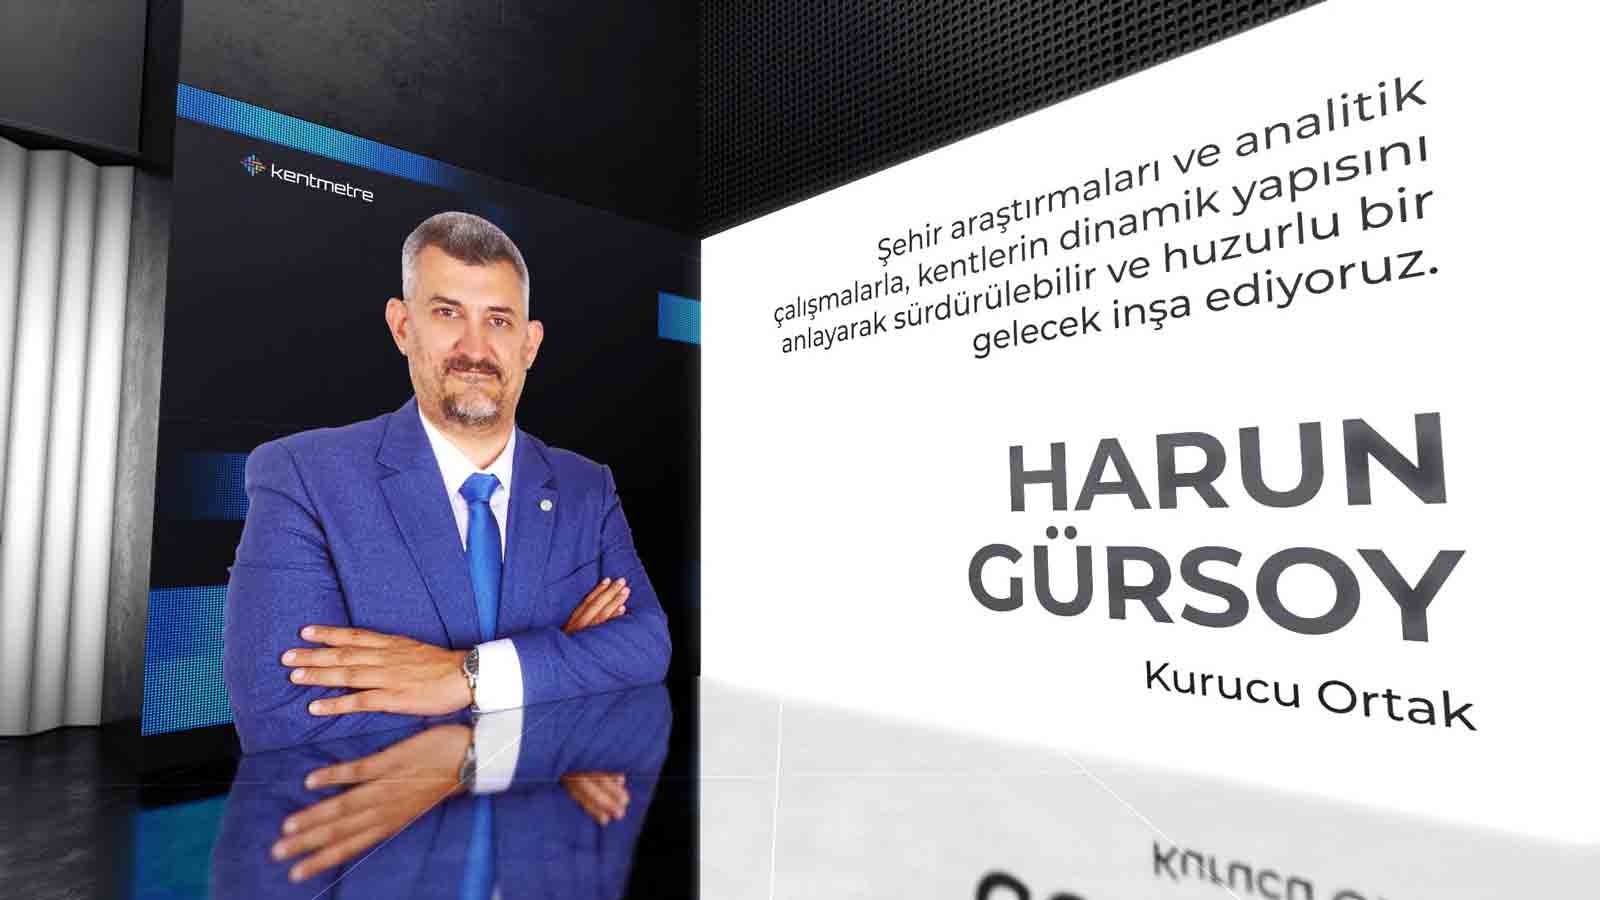 kentmetre
Şehir araştırmaları ve analitik
çalışmalarla, kentlerin dinamik yapısını
anlayarak sürdürülebilir ve huzurlu bir
gelecek inşa ediyoruz.
HARUN
GÜRSOY
Kurucu Ortak